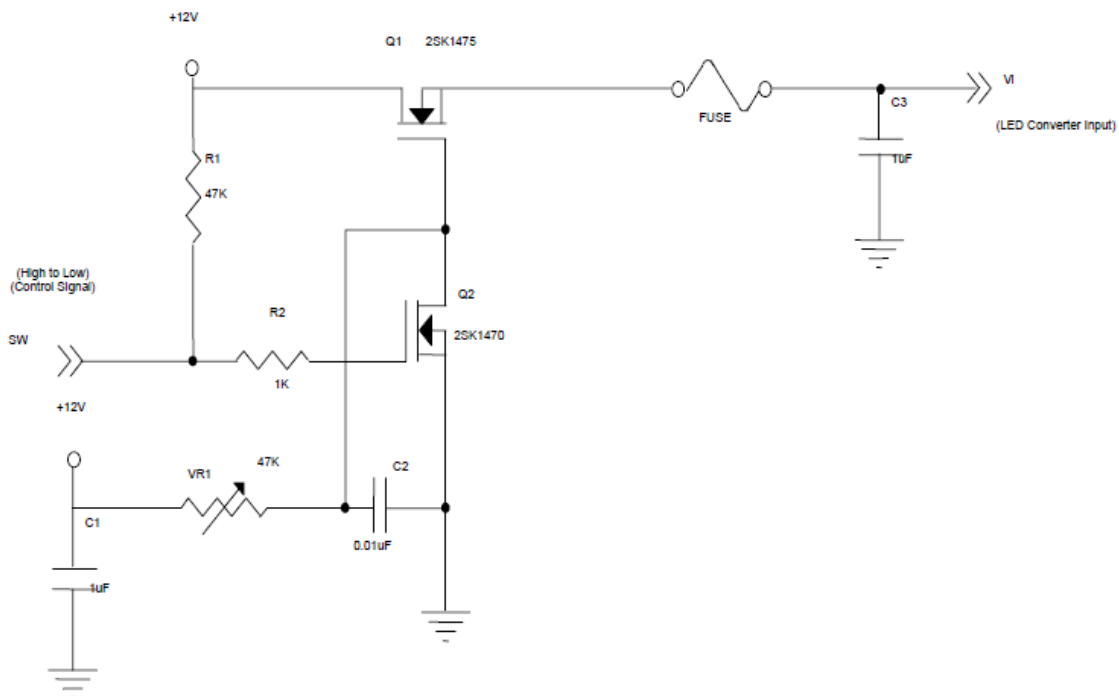 +12V
Q1 2SK1475
VI
C3
FUSE
(LED Converter Input)
R1
1uF
47K
(High to Low)
(Control Signal)
Q2
R2
2SK1470
SW
1K
+12V
47K
C2
VR1
C1
0.01uF
1uF